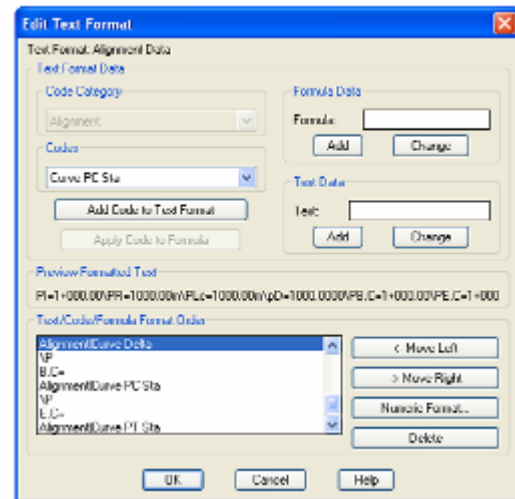 Edit Text Format
Text Format: Alignment Data
Text Format Data
Code Category
Alignment
Codes
Curve PC Sta
Add Code to Text Format
Apply Code to Formula
Formula Data
Formula:
Add
Change
Text Data
Text:
Add
Change
Preview Formatted Text
PI=1+000.00\PR=1000.00m\PLc=1000.00m\pD=1000.0000\PB.C=1+000.00\PE.C=1+000
Text/Code/Formula Format Order
Alignment|Curve Delta
\P
B.C=
Alignment|Curve PC Sta
\P
E.C=
Alignment|Curve PT Sta
<- Move Left
-> Move Right
Numeric Format...
Delete
OK
Cancel
Help